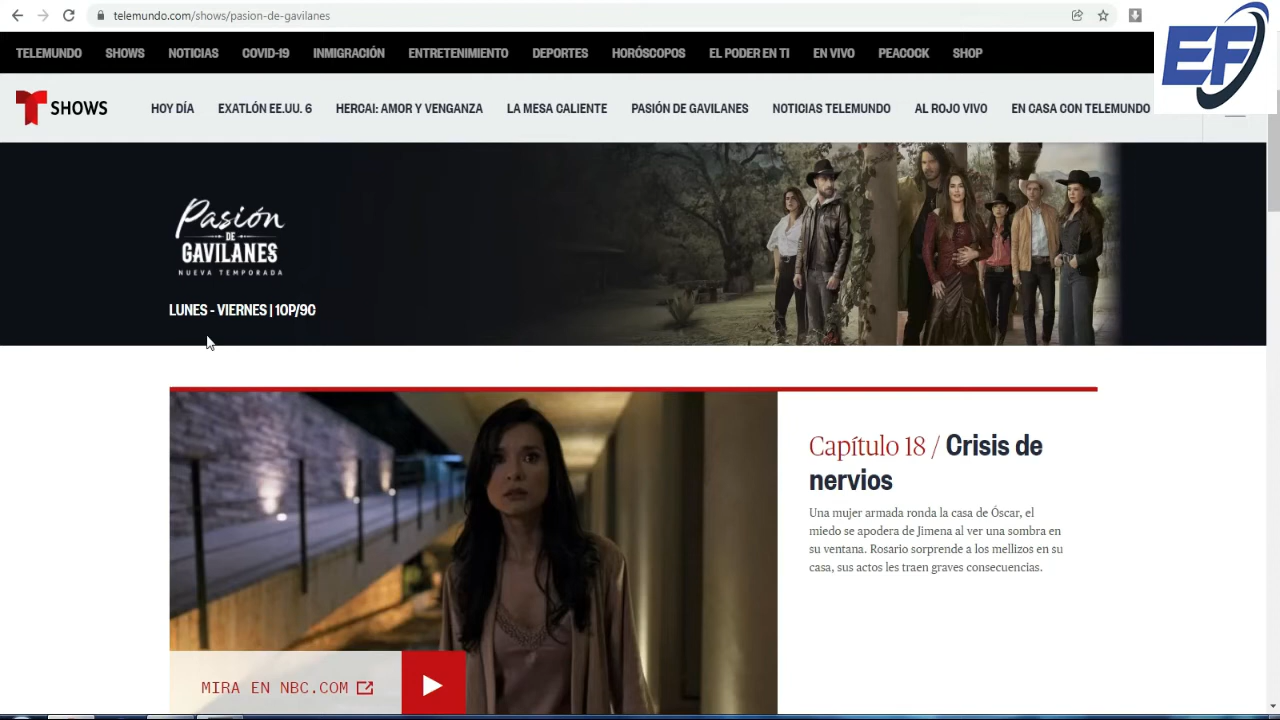 telemundo.com/shows/pasion-de-gavilanes
TELEMUNDO SHOWS NOTICIAS COVID-19 INMIGRACIÓN ENTRETENIMIENTO DEPORTES HORÓSCOPOS EL PODER EN TI EN VIVO PEACOCK SHOP
EF
T SHOWS HOY DÍA EXATLÓN EE.UU. 6 HERCAI: AMOR Y VENGANZA LA MESA CALIENTE PASIÓN DE GAVILANES NOTICIAS TELEMUNDO AL ROJO VIVO EN CASA CON TELEMUNDO
Pasión
DE
GAVILANES
NUEVA TEMPORADA
LUNES - VIERNES | 10P/9C
Capítulo 18 / Crisis de
nervios
Una mujer armada ronda la casa de Óscar, el
miedo se apodera de Jimena al ver una sombra en
su ventana. Rosario sorprende a los mellizos en su
casa, sus actos les traen graves consecuencias.
MIRA EN NBC.COM